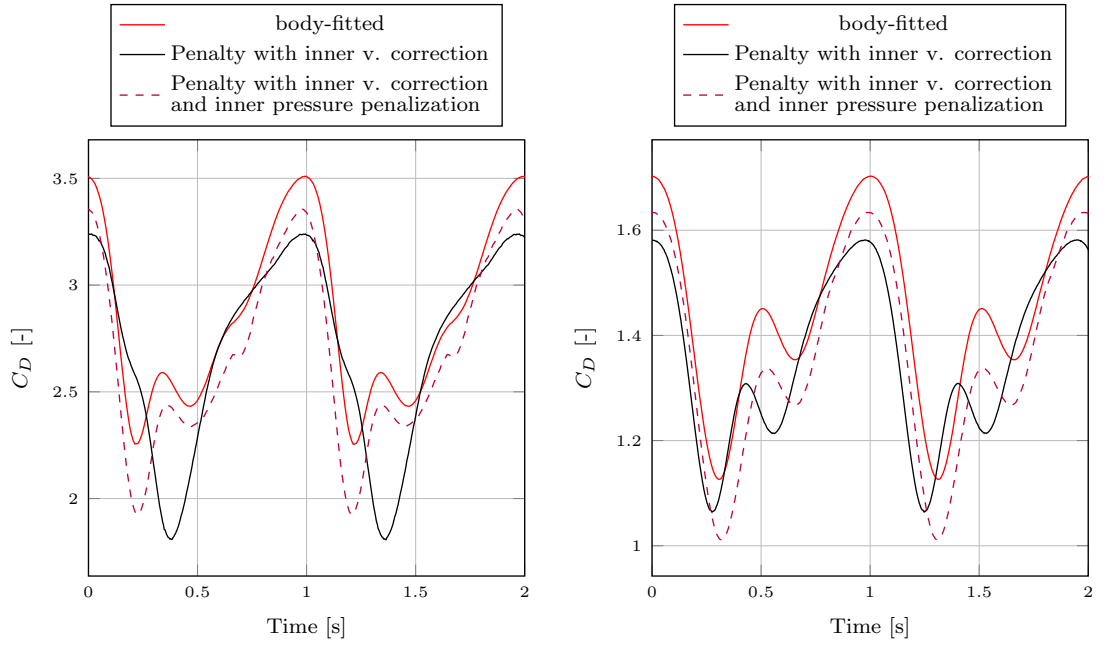 body-fitted
Penalty with inner v. correction
Penalty with inner v. correction
and inner pressure penalization
3.5
3
2.5
2
C_D [-]
0
0.5
1
1.5
2
Time [s]
body-fitted
Penalty with inner v. correction
Penalty with inner v. correction
and inner pressure penalization
1.6
1.4
1.2
1
C_D [-]
0
0.5
1
1.5
2
Time [s]